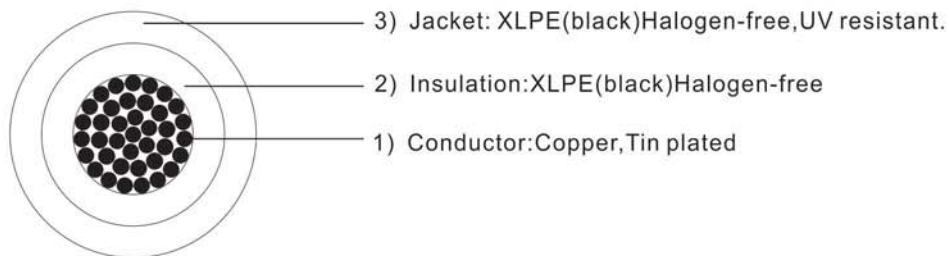 3) Jacket: XLPE(black)Halogen-free,UV resistant.
2) Insulation:XLPE(black)Halogen-free
1) Conductor:Copper,Tin plated